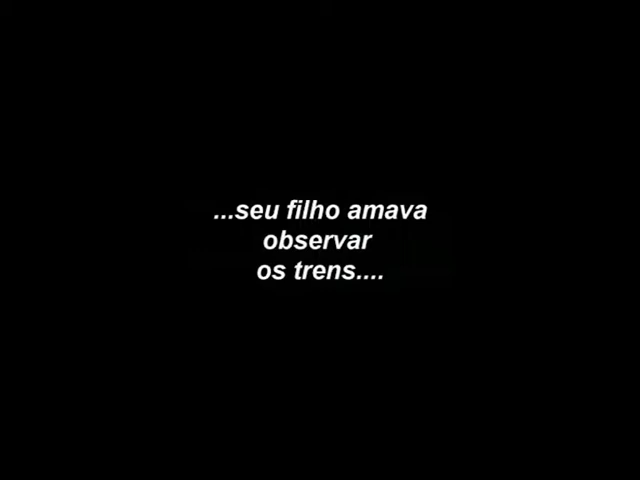 ...seu filho amava
observar
os trens....